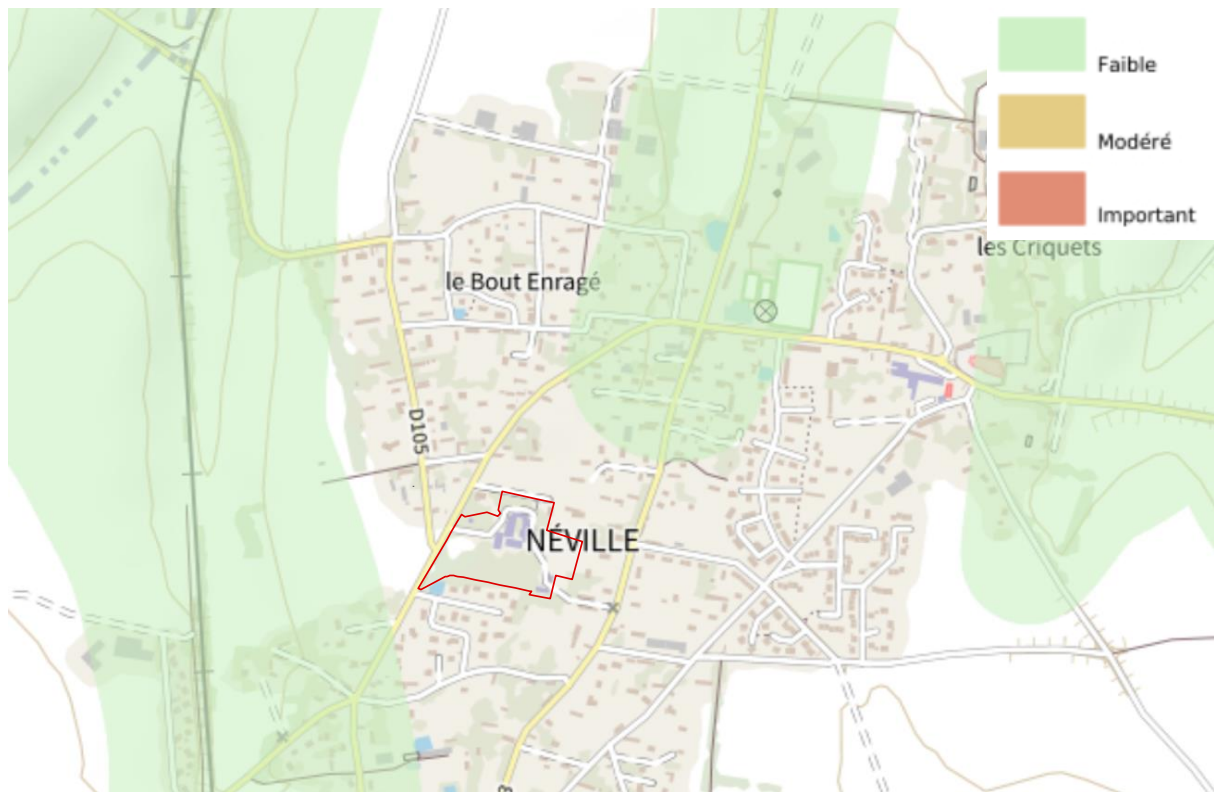 Faible
Modéré
Important
les Criquets
le Bout Enragé
D105
NÉVILLE